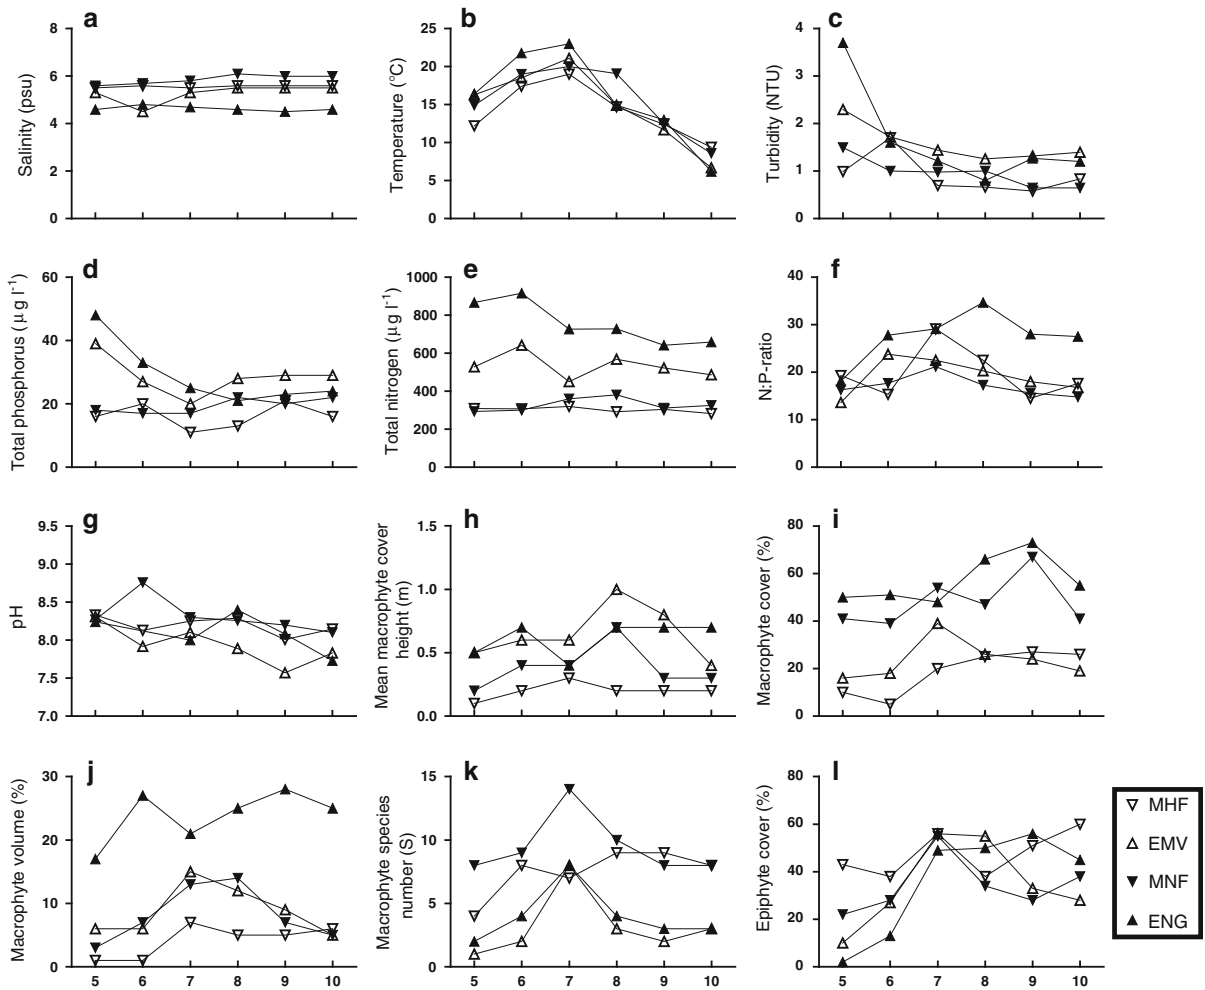 a
b
c
8
6
4
2
0
Salinity (psu)
25
20
15
10
5
0
Temperature (°C)
4
3
2
1
0
Turbidity (NTU)
d
e
f
60
40
20
0
Total phosphorus (µ g l⁻¹)
1000
800
600
400
200
0
Total nitrogen (µ g l⁻¹)
40
30
20
10
0
N:P-ratio
g
h
i
9.5
9.0
8.5
8.0
7.5
7.0
pH
1.5
1.0
0.5
0.0
Mean macrophyte cover
height (m)
80
60
40
20
0
Macrophyte cover (%)
j
k
l
30
20
10
0
Macrophyte volume (%)
5 6 7 8 9 10
15
10
5
0
Macrophyte species
number (S)
5 6 7 8 9 10
80
60
40
20
0
Epiphyte cover (%)
5 6 7 8 9 10
MHF
EMV
MNF
ENG